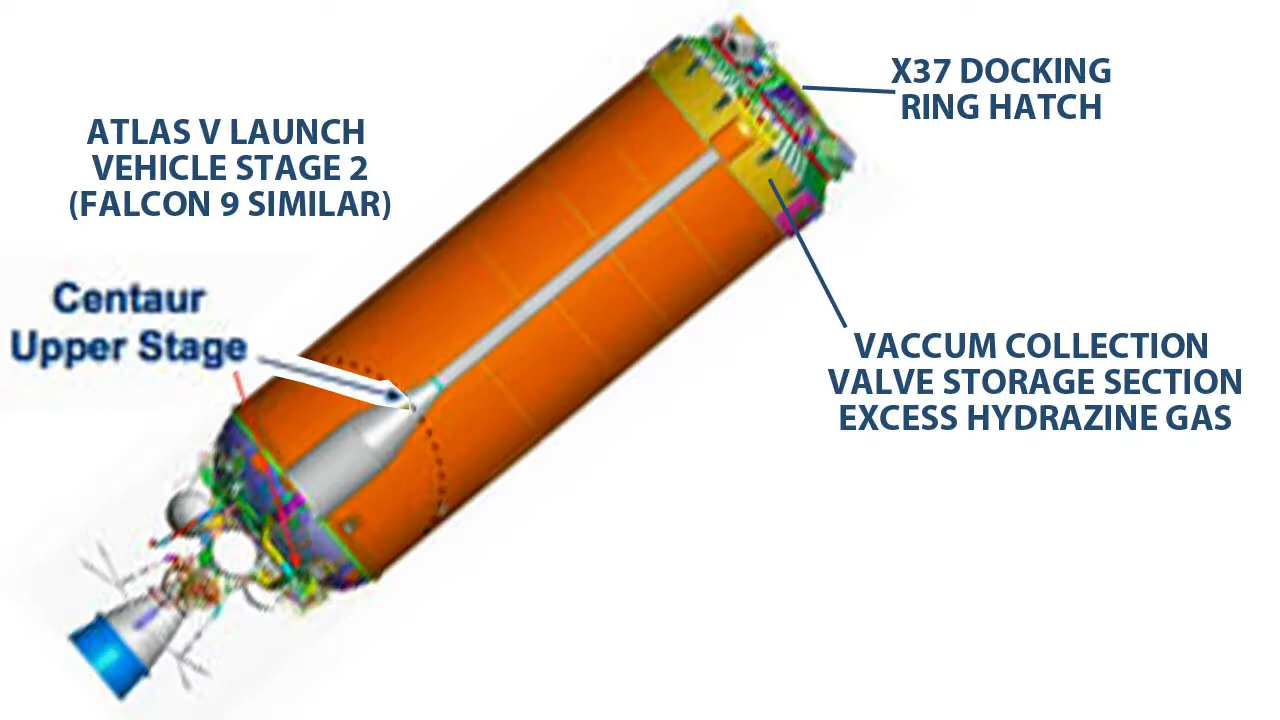 X37 DOCKING
RING HATCH
ATLAS V LAUNCH
VEHICLE STAGE 2
(FALCON 9 SIMILAR)
Centaur
Upper Stage
VACCUM COLLECTION
VALVE STORAGE SECTION
EXCESS HYDRAZINE GAS